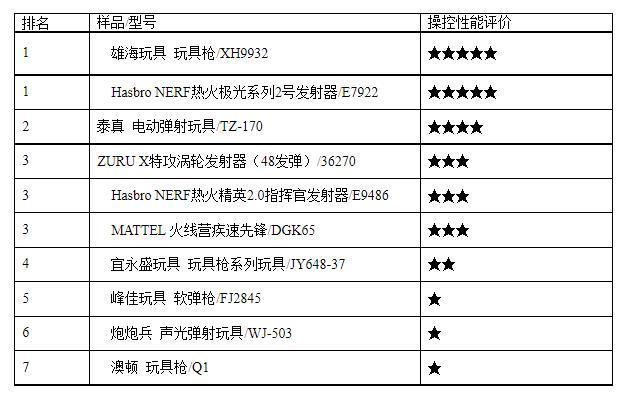 排名 样品/型号 操控性能评价
1 雄海玩具 玩具枪/XH9932 ★★★★★
1 Hasbro NERF热火极光系列2号发射器/E7922 ★★★★★
2 泰真 电动弹射玩具/TZ-170 ★★★★
3 ZURU X特攻涡轮发射器（48发弹）/36270 ★★★
3 Hasbro NERF热火精英2.0指挥官发射器/E9486 ★★★
3 MATTEL 火线营疾速先锋/DGK65 ★★★
4 宜永盛玩具 玩具枪系列玩具/JY648-37 ★★
5 峰佳玩具 软弹枪/FJ2845 ★
6 炮炮兵 声光弹射玩具/WJ-503 ★
7 澳顿 玩具枪/Q1 ★